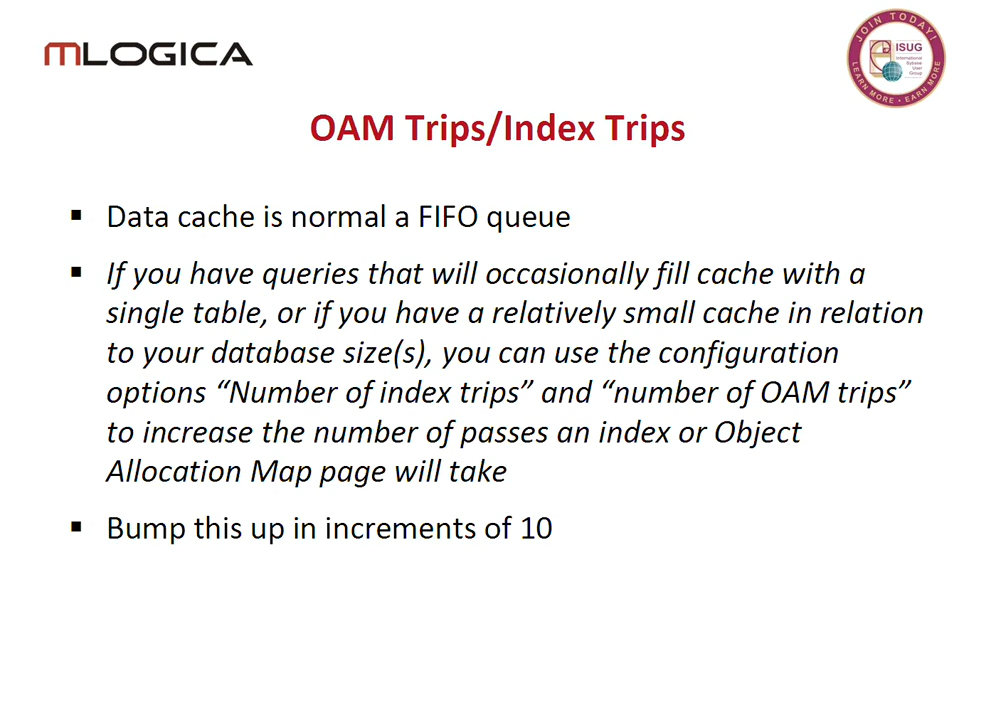 mLOGICA
JOIN TODAY!
ISUG
International
Sybase
User
Group
LEARN MORE • EARN MORE
OAM Trips/Index Trips
▪ Data cache is normal a FIFO queue
▪ If you have queries that will occasionally fill cache with a
single table, or if you have a relatively small cache in relation
to your database size(s), you can use the configuration
options “Number of index trips” and “number of OAM trips”
to increase the number of passes an index or Object
Allocation Map page will take
▪ Bump this up in increments of 10